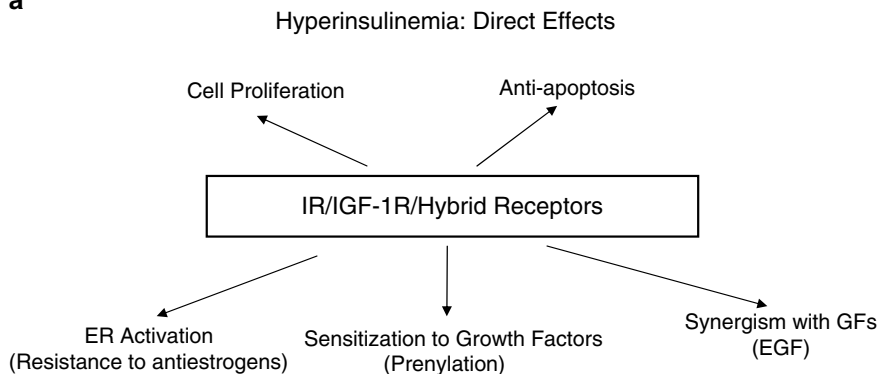 a
Hyperinsulinemia: Direct Effects
Cell Proliferation
Anti-apoptosis
IR/IGF-1R/Hybrid Receptors
ER Activation
(Resistance to antiestrogens)
Sensitization to Growth Factors
(Prenylation)
Synergism with GFs
(EGF)